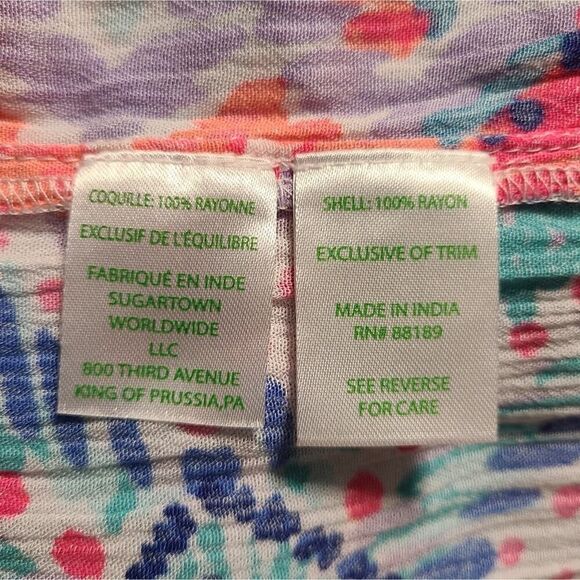 COQUILLE: 100% RAYONNE
EXCLUSIF DE L'ÉQUILIBRE
FABRIQUÉ EN INDE
SUGARTOWN
WORLDWIDE
LLC
800 THIRD AVENUE
KING OF PRUSSIA,PA
SHELL: 100% RAYON
EXCLUSIVE OF TRIM
MADE IN INDIA
RN# 88189
SEE REVERSE
FOR CARE